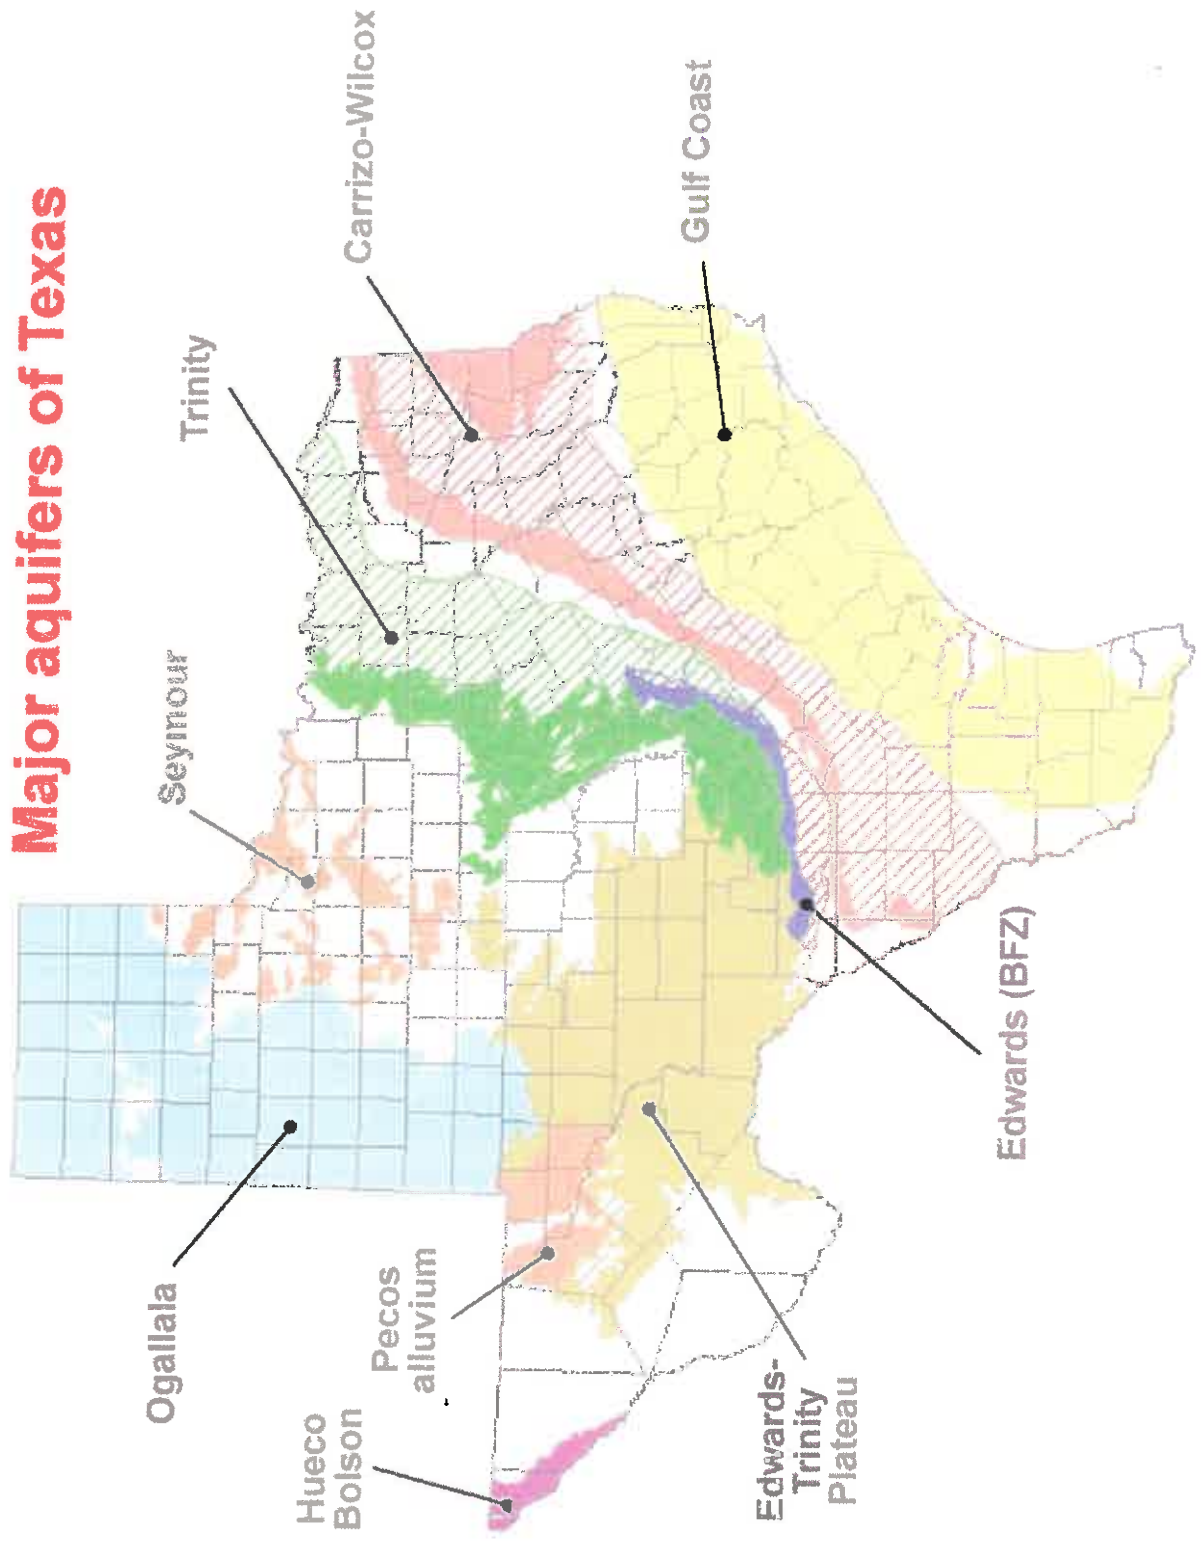 Major aquifers of Texas
Ogallala
Seymour
Trinity
Carrizo-Wilcox
Hueco
Bolson
Pecos
alluvium
Gulf Coast
Edwards-
Trinity
Plateau
Edwards (BFZ)